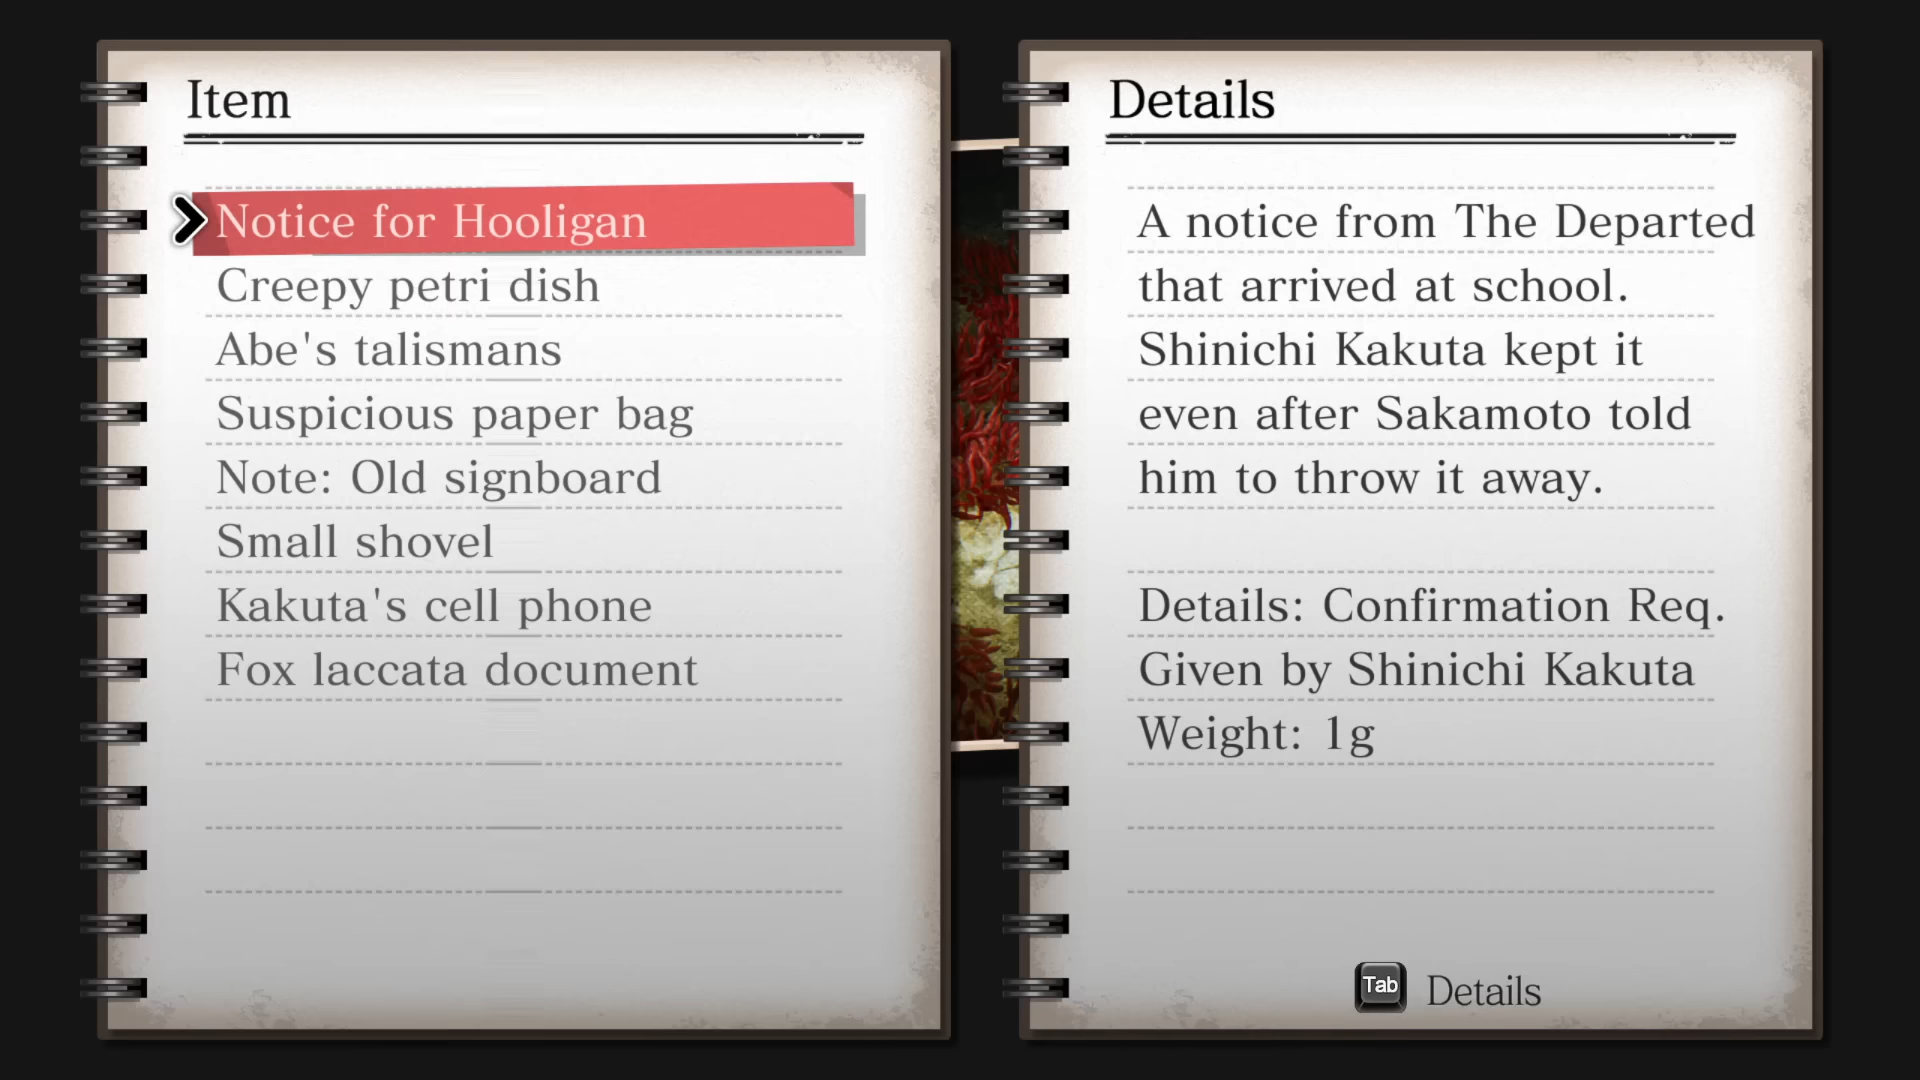 Item
Notice for Hooligan
Creepy petri dish
Abe's talismans
Suspicious paper bag
Note: Old signboard
Small shovel
Kakuta's cell phone
Fox laccata document
Details
A notice from The Departed
that arrived at school.
Shinichi Kakuta kept it
even after Sakamoto told
him to throw it away.
Details: Confirmation Req.
Given by Shinichi Kakuta
Weight: 1g
Tab Details